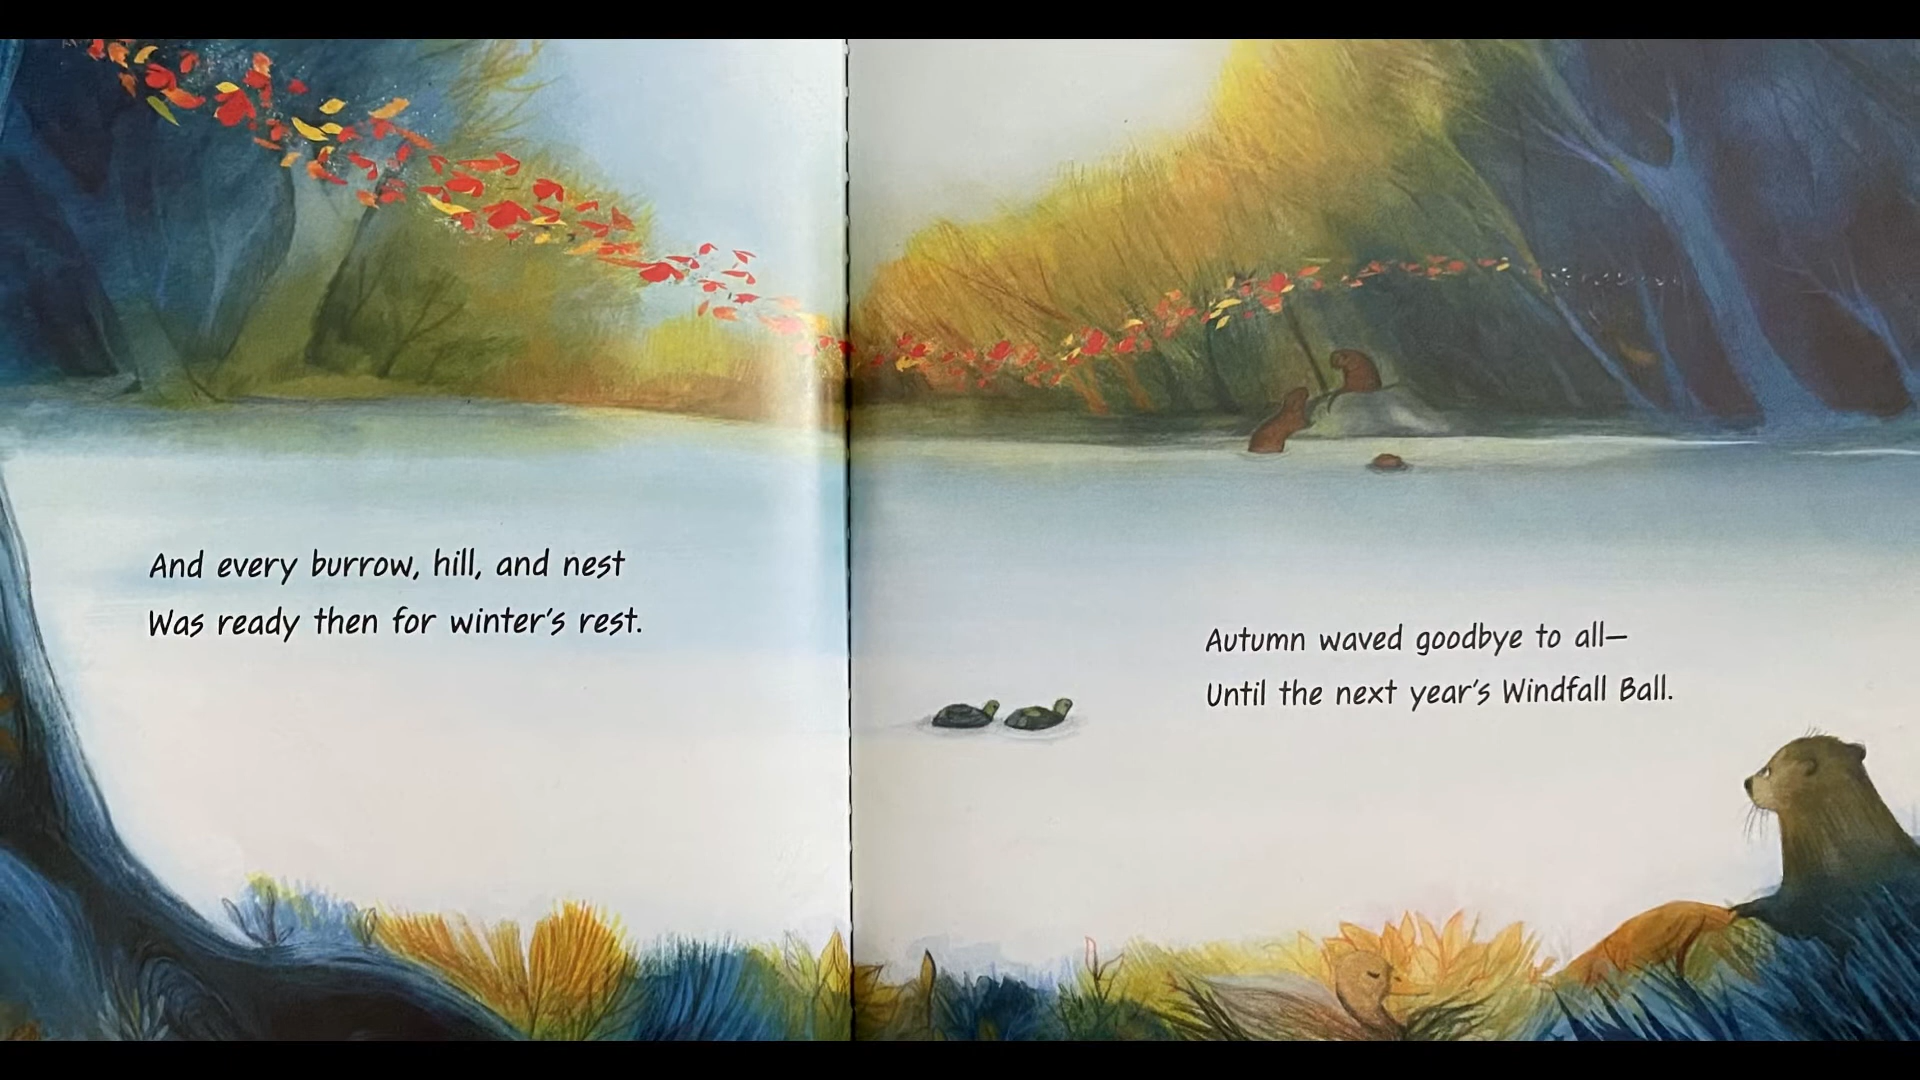 And every burrow, hill, and nest
Was ready then for winter's rest.
Autumn waved goodbye to all—
Until the next year's Windfall Ball.